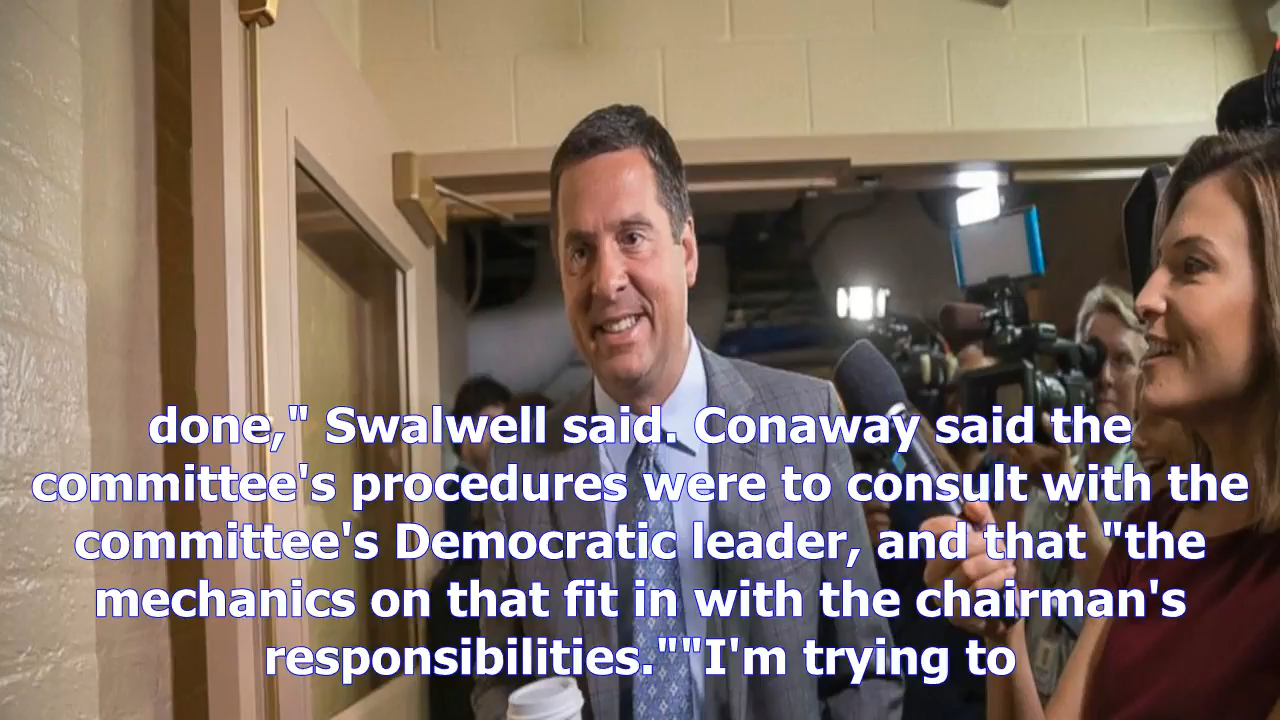 done," Swalwell said. Conaway said the
committee's procedures were to consult with the
committee's Democratic leader, and that "the
mechanics on that fit in with the chairman's
responsibilities.""I'm trying to